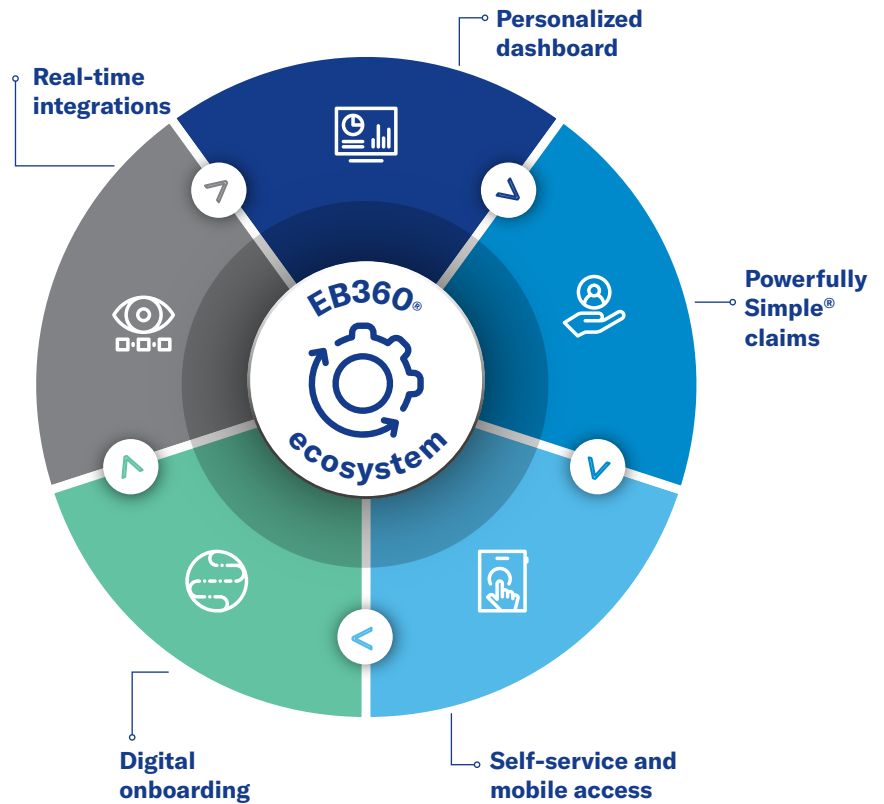 Personalized
dashboard
Real-time
integrations
Powerfully
Simple®
claims
EB360®
ecosystem
Digital
onboarding
Self-service and
mobile access